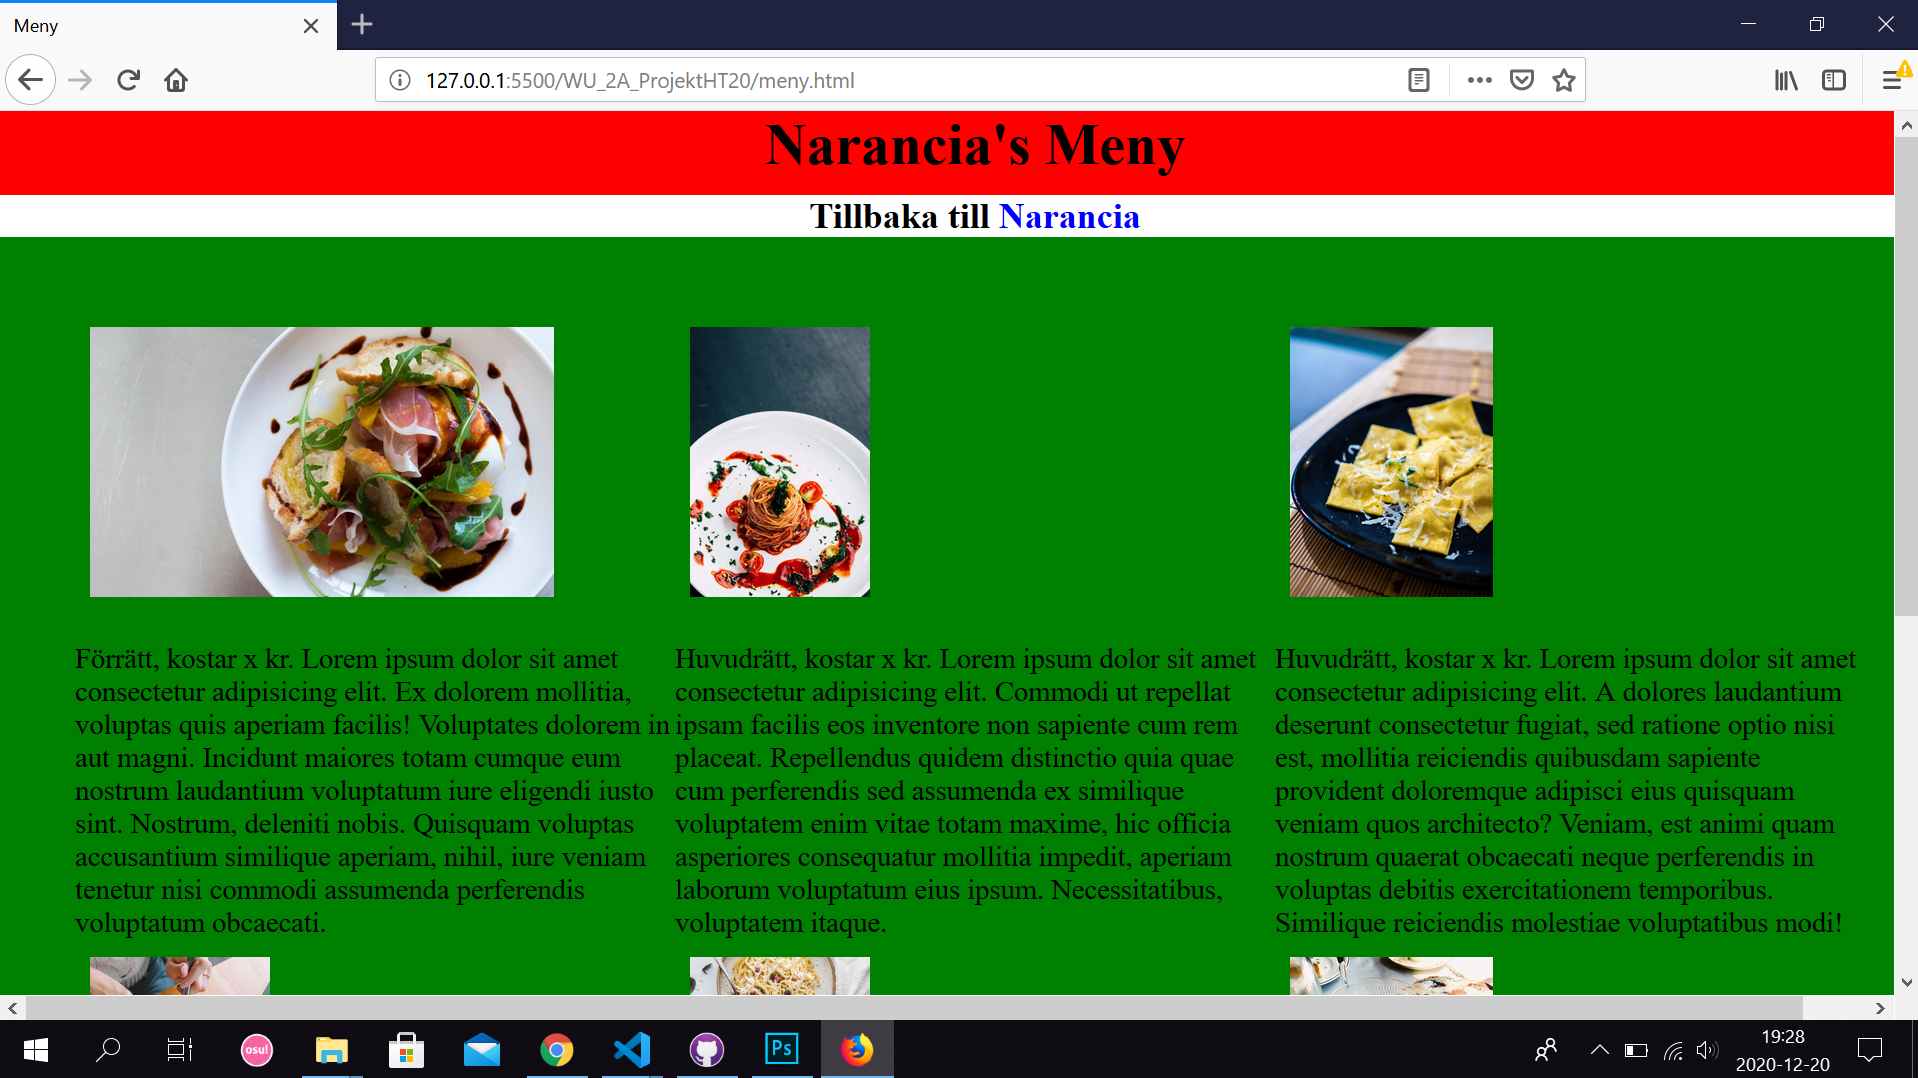 Meny
127.0.0.1:5500/WU_2A_ProjektHT20/meny.html
Narancia's Meny
Tillbaka till Narancia
Förrätt, kostar x kr. Lorem ipsum dolor sit amet
consectetur adipisicing elit. Ex dolorem mollitia,
voluptas quis aperiam facilis! Voluptates dolorem in
aut magni. Incidunt maiores totam cumque eum
nostrum laudantium voluptatum iure eligendi iusto
sint. Nostrum, deleniti nobis. Quisquam voluptas
accusantium similique aperiam, nihil, iure veniam
tenetur nisi commodi assumenda perferendis
voluptatum obcaecati.
Huvudrätt, kostar x kr. Lorem ipsum dolor sit amet
consectetur adipisicing elit. Commodi ut repellat
ipsam facilis eos inventore non sapiente cum rem
placeat. Repellendus quidem distinctio quia quae
cum perferendis sed assumenda ex similique
voluptatem enim vitae totam maxime, hic officia
asperiores consequatur mollitia impedit, aperiam
laborum voluptatum eius ipsum. Necessitatibus,
voluptatem itaque.
Huvudrätt, kostar x kr. Lorem ipsum dolor sit amet
consectetur adipisicing elit. A dolores laudantium
deserunt consectetur fugiat, sed ratione optio nisi
est, mollitia reiciendis quibusdam sapiente
provident doloremque adipisci eius quisquam
veniam quos architecto? Veniam, est animi quam
nostrum quaerat obcaecati neque perferendis in
voluptas debitis exercitationem temporibus.
Similique reiciendis molestiae voluptatibus modi!
osu!
Ps
19:28
2020-12-20